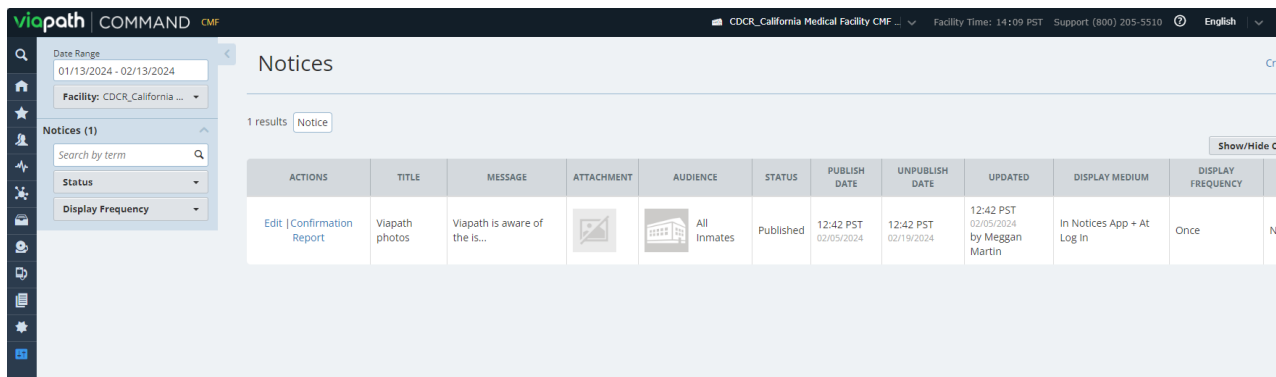 viapath COMMAND CMF
CDCR_California Medical Facility CMF .. Facility Time: 14:09 PST Support (800) 205-5510 ? English
Date Range
01/13/2024 - 02/13/2024
Facility: CDCR_California ...
Notices (1)
Search by term
Status
Display Frequency
Notices
Cr
1 results Notice
Show/Hide C
ACTIONS TITLE MESSAGE ATTACHMENT AUDIENCE STATUS PUBLISH DATE UNPUBLISH DATE UPDATED DISPLAY MEDIUM DISPLAY FREQUENCY
Edit |Confirmation Report Viapath photos Viapath is aware of the is... All Inmates Published 12:42 PST 02/05/2024 12:42 PST 02/19/2024 12:42 PST 02/05/2024 by Meggan Martin In Notices App + At Log In Once N